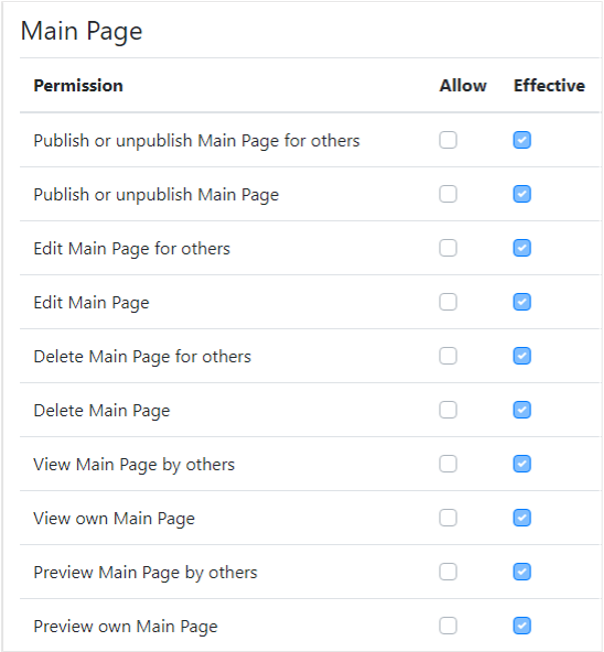 Main Page
Permission Allow Effective
Publish or unpublish Main Page for others
Publish or unpublish Main Page
Edit Main Page for others
Edit Main Page
Delete Main Page for others
Delete Main Page
View Main Page by others
View own Main Page
Preview Main Page by others
Preview own Main Page